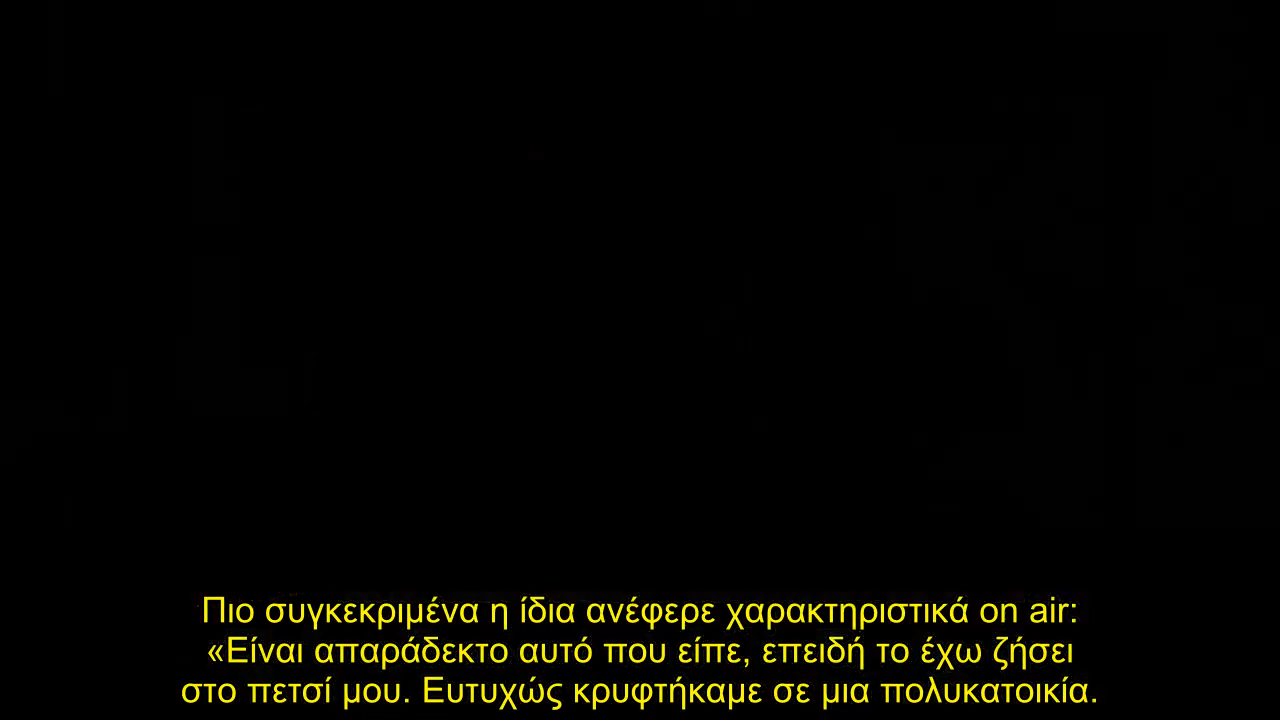 Πιο συγκεκριμένα η ίδια ανέφερε χαρακτηριστικά on air:
«Είναι απαράδεκτο αυτό που είπε, επειδή το έχω ζήσει
στο πετσί μου. Ευτυχώς κρυφτήκαμε σε μια πολυκατοικία.